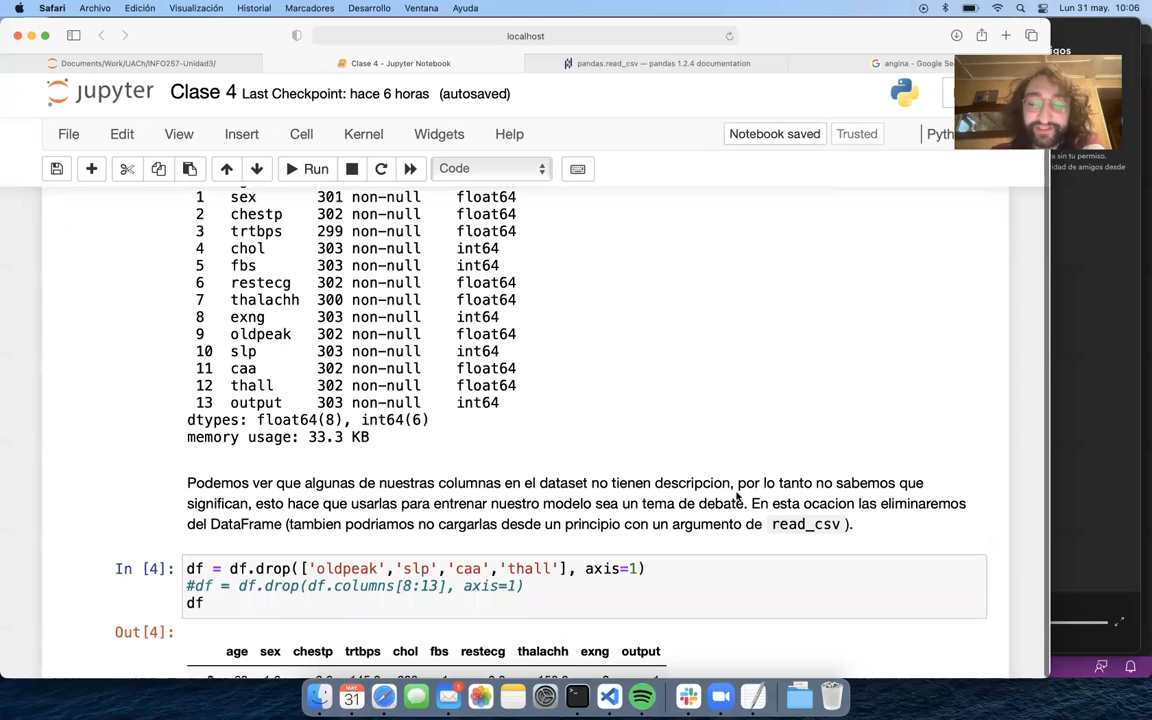 Safari Archivo Edición Visualización Historial Marcadores Desarrollo Ventana Ayuda Lun 31 may. 10:06
localhost
Documents/Work/UACh/INFO257-Unidad3/ Clase 4 - Jupyter Notebook pandas.read_csv — pandas 1.2.4 documentation angina - Google Se
igos
jupyter Clase 4 Last Checkpoint: hace 6 horas (autosaved)
File Edit View Insert Cell Kernel Widgets Help Notebook saved Trusted Pyth
a sin tu permiso.
idad de amigos desde
Run Code
1 sex 301 non-null float64
2 chestp 302 non-null float64
3 trtbps 299 non-null float64
4 chol 303 non-null int64
5 fbs 303 non-null int64
6 restecg 302 non-null float64
7 thalachh 300 non-null float64
8 exng 303 non-null int64
9 oldpeak 302 non-null float64
10 slp 303 non-null int64
11 caa 302 non-null float64
12 thall 302 non-null float64
13 output 303 non-null int64
dtypes: float64(8), int64(6)
memory usage: 33.3 KB
Podemos ver que algunas de nuestras columnas en el dataset no tienen descripcion, por lo tanto no sabemos que
significan, esto hace que usarlas para entrenar nuestro modelo sea un tema de debate. En esta ocacion las eliminaremos
del DataFrame (tambien podriamos no cargarlas desde un principio con un argumento de read_csv ).
In [4]: df = df.drop(['oldpeak','slp','caa','thall'], axis=1)
#df = df.drop(df.columns[8:13], axis=1)
df
Out[4]:
age sex chestp trtbps chol fbs restecg thalachh exng output
MAY. 31